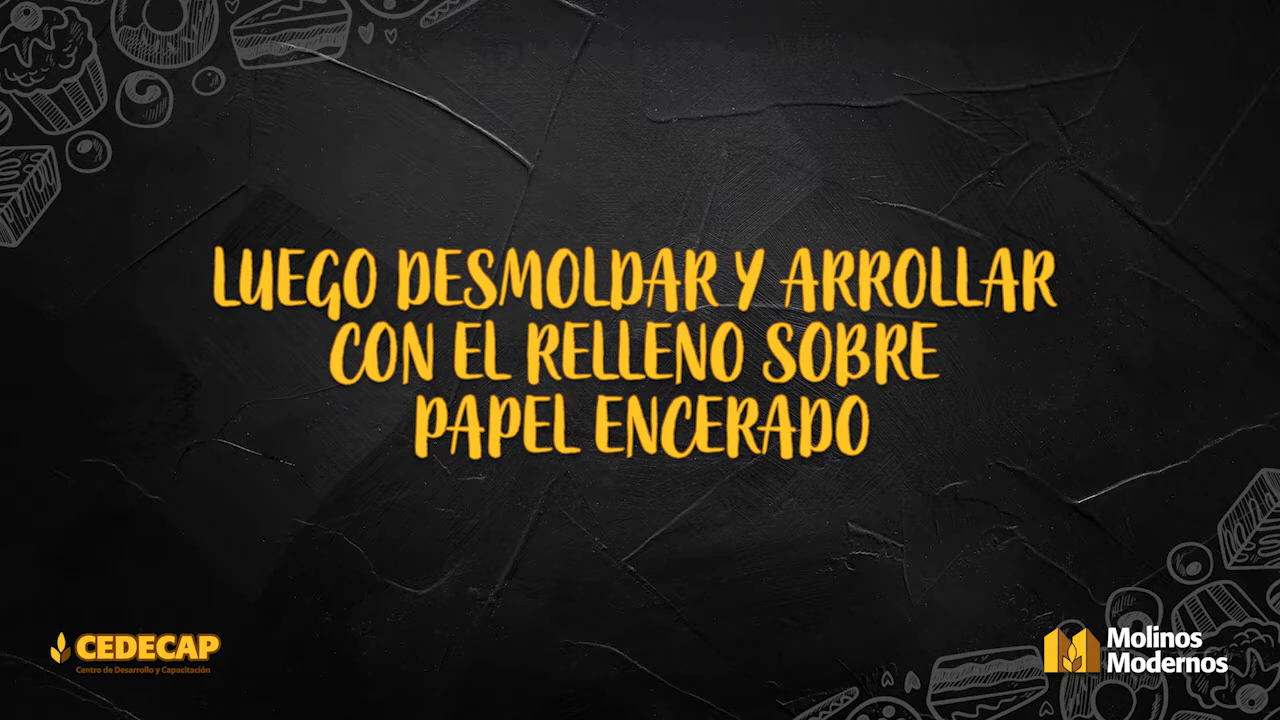 LUEGO DESMOLDAR Y ARROLLAR
CON EL RELLENO SOBRE
PAPEL ENCERADO
CEDECAP
Centro de Desarrollo y Capacitación
Molinos
Modernos